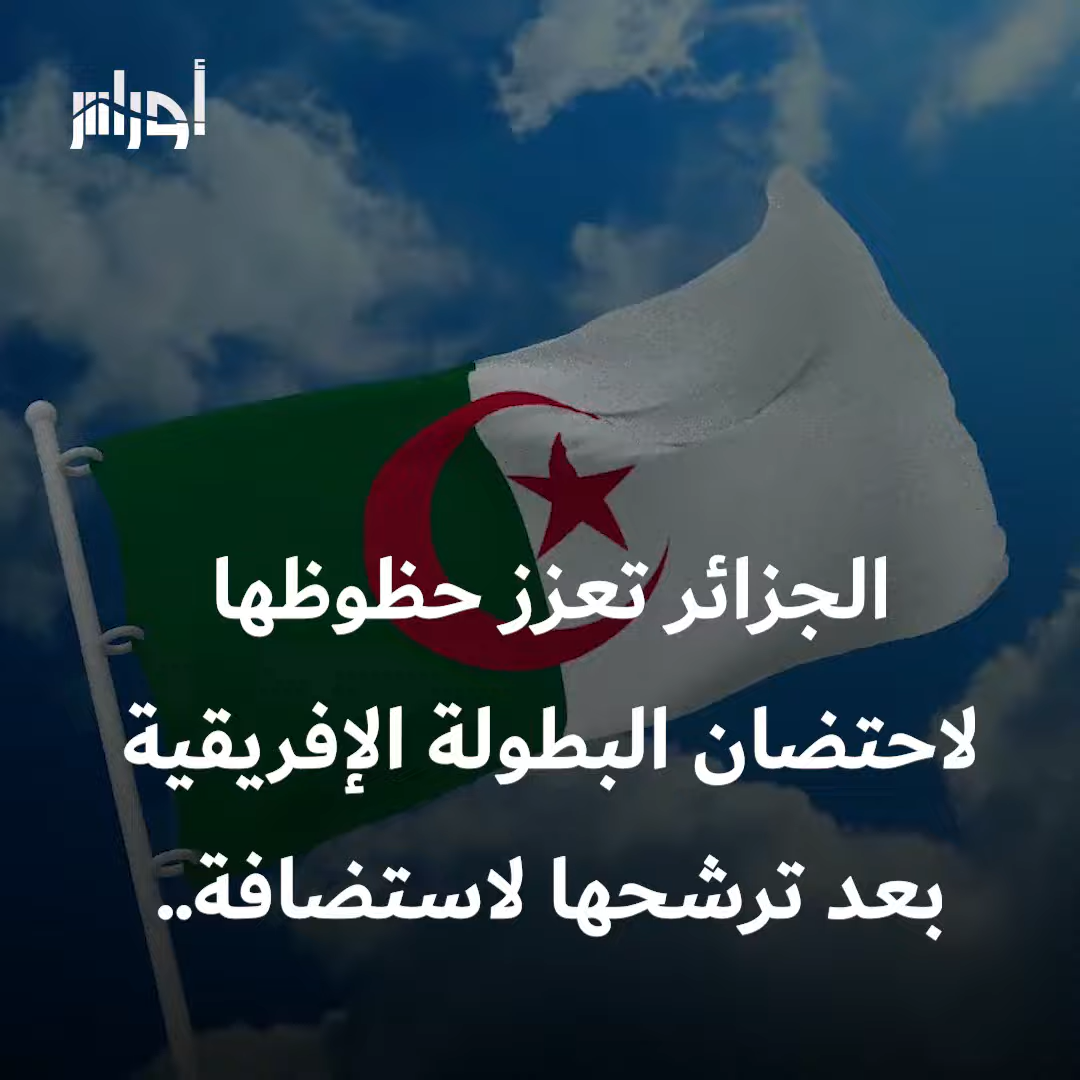 أوراس
الجزائر تعزز حظوظها
لاحتضان البطولة الإفريقية
بعد ترشحها لاستضافة..